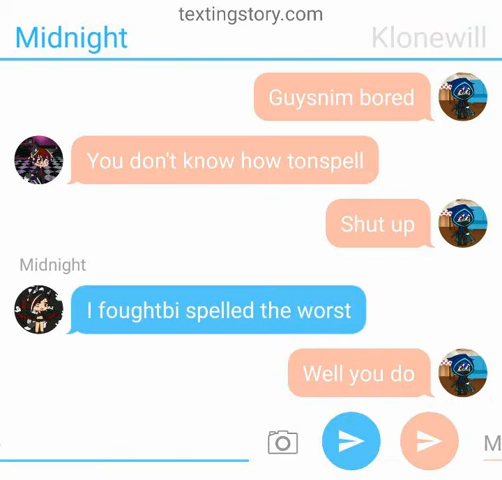 textingstory.com
Midnight
Klonewill
Guysnim bored
You don't know how tonspell
Shut up
Midnight
I foughtbi spelled the worst
Well you do
M